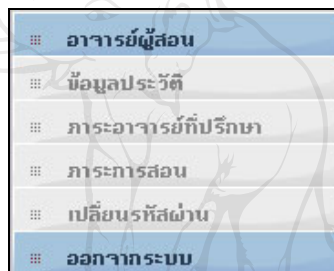 อาจารย์ผู้สอน
ข้อมูลประวัติ
ภาระอาจารย์ที่ปรึกษา
ภาระการสอน
เปลี่ยนรหัสผ่าน
ออกจากระบบ